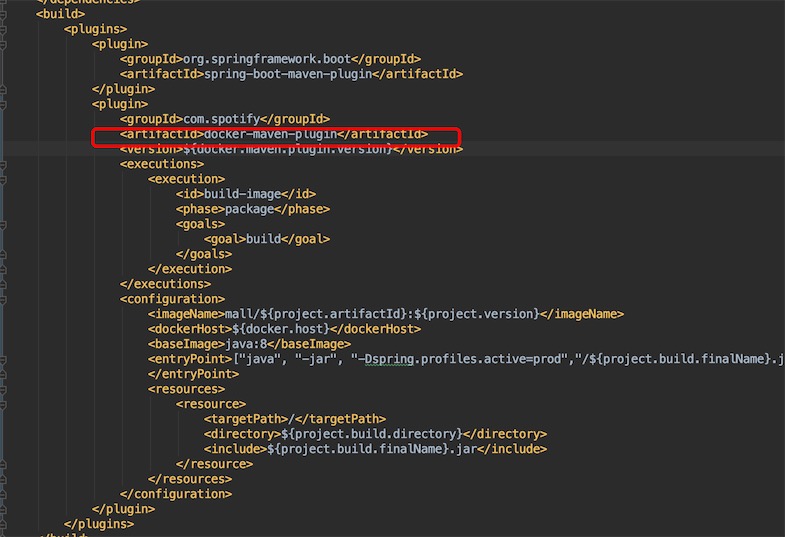 </dependencies>
<build>
<plugins>
<plugin>
<groupId>org.springframework.boot</groupId>
<artifactId>spring-boot-maven-plugin</artifactId>
</plugin>
<plugin>
<groupId>com.spotify</groupId>
<artifactId>docker-maven-plugin</artifactId>
<version>${docker.maven.plugin.version}</version>
<executions>
<execution>
<id>build-image</id>
<phase>package</phase>
<goals>
<goal>build</goal>
</goals>
</execution>
</executions>
<configuration>
<imageName>mall/${project.artifactId}:${project.version}</imageName>
<dockerHost>${docker.host}</dockerHost>
<baseImage>java:8</baseImage>
<entryPoint>["java", "-jar", "-Dspring.profiles.active=prod","/${project.build.finalName}.j
</entryPoint>
<resources>
<resource>
<targetPath>/</targetPath>
<directory>${project.build.directory}</directory>
<include>${project.build.finalName}.jar</include>
</resource>
</resources>
</configuration>
</plugin>
</plugins>
</build>